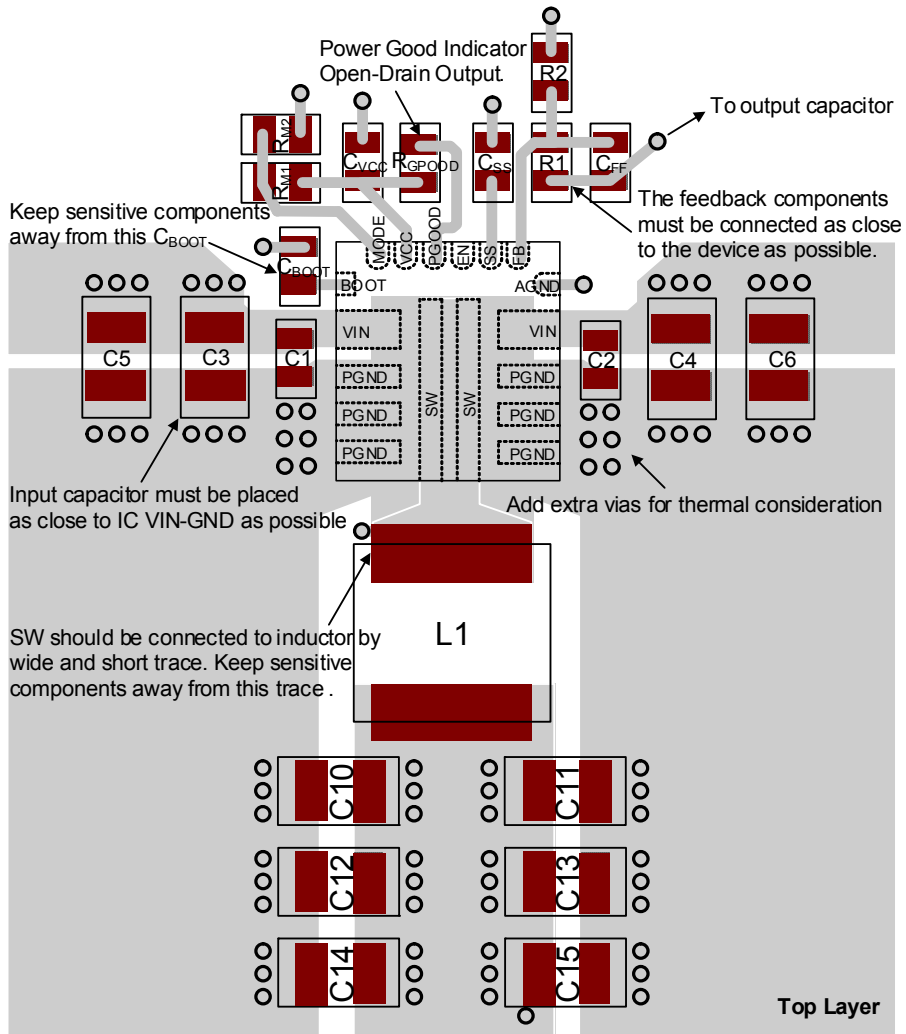 Power Good Indicator
Open-Drain Output.
R2
To output capacitor
RM2
RM1
CVCC
RGPOOD
CSS
R1
CFF
The feedback components
must be connected as close
to the device as possible.
Keep sensitive components
away from this CBOOT
CBOOT
MODE
VCC
PGOOD
EN
SS
FB
BOOT
AGND
C5
C3
C1
VIN
VIN
C2
C4
C6
PGND
PGND
PGND
SW
SW
PGND
PGND
PGND
Input capacitor must be placed
as close to IC VIN-GND as possible
Add extra vias for thermal consideration
SW should be connected to inductor by
wide and short trace. Keep sensitive
components away from this trace .
L1
C10
C11
C12
C13
C14
C15
Top Layer